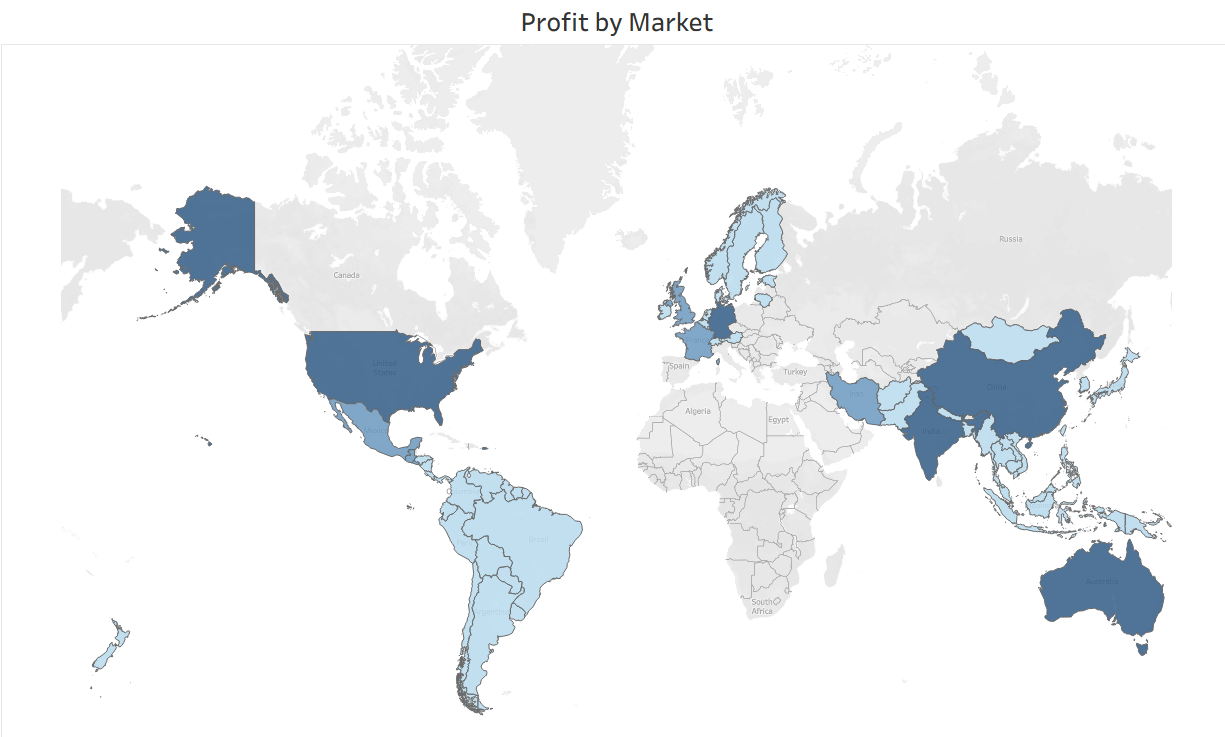 Profit by Market
Russia
Canada
United
States
France
Spain
Turkey
Iran
China
Algeria
Egypt
India
Mexico
Brazil
Australia
South
Africa
Argentina